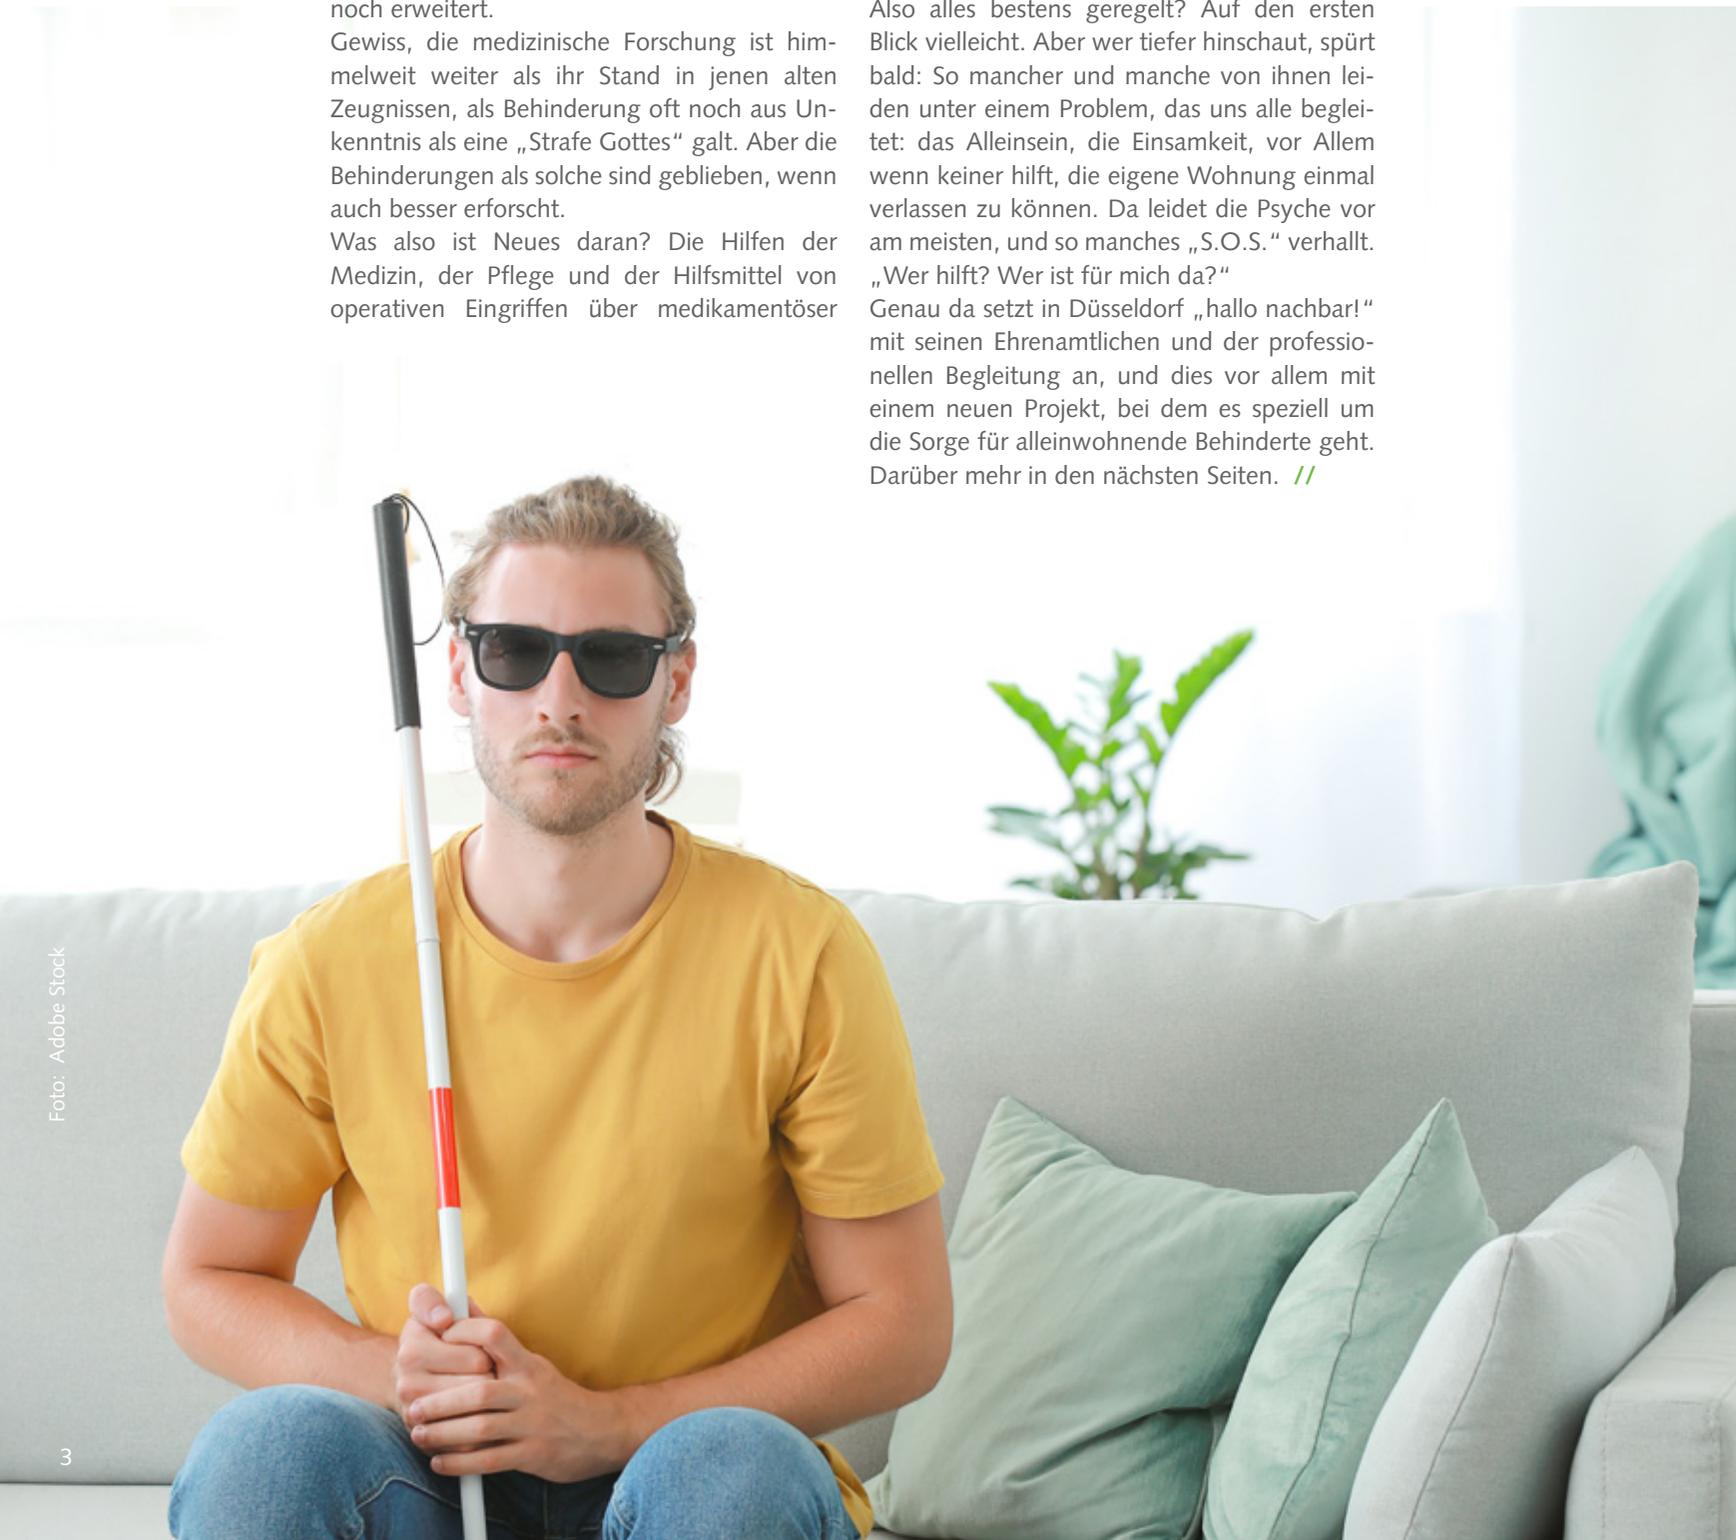 noch erweitert.
Gewiss, die medizinische Forschung ist him-
melweit weiter als ihr Stand in jenen alten
Zeugnissen, als Behinderung oft noch aus Un-
kenntnis als eine „Strafe Gottes“ galt. Aber die
Behinderungen als solche sind geblieben, wenn
auch besser erforscht.
Was also ist Neues daran? Die Hilfen der
Medizin, der Pflege und der Hilfsmittel von
operativen Eingriffen über medikamentöser
Also alles bestens geregelt? Auf den ersten
Blick vielleicht. Aber wer tiefer hinschaut, spürt
bald: So mancher und manche von ihnen lei-
den unter einem Problem, das uns alle beglei-
tet: das Alleinsein, die Einsamkeit, vor Allem
wenn keiner hilft, die eigene Wohnung einmal
verlassen zu können. Da leidet die Psyche vor
am meisten, und so manches „S.O.S.“ verhallt.
„Wer hilft? Wer ist für mich da?“
Genau da setzt in Düsseldorf „hallo nachbar!“
mit seinen Ehrenamtlichen und der professio-
nellen Begleitung an, und dies vor allem mit
einem neuen Projekt, bei dem es speziell um
die Sorge für alleinwohnende Behinderte geht.
Darüber mehr in den nächsten Seiten. //
Foto: Adobe Stock
3